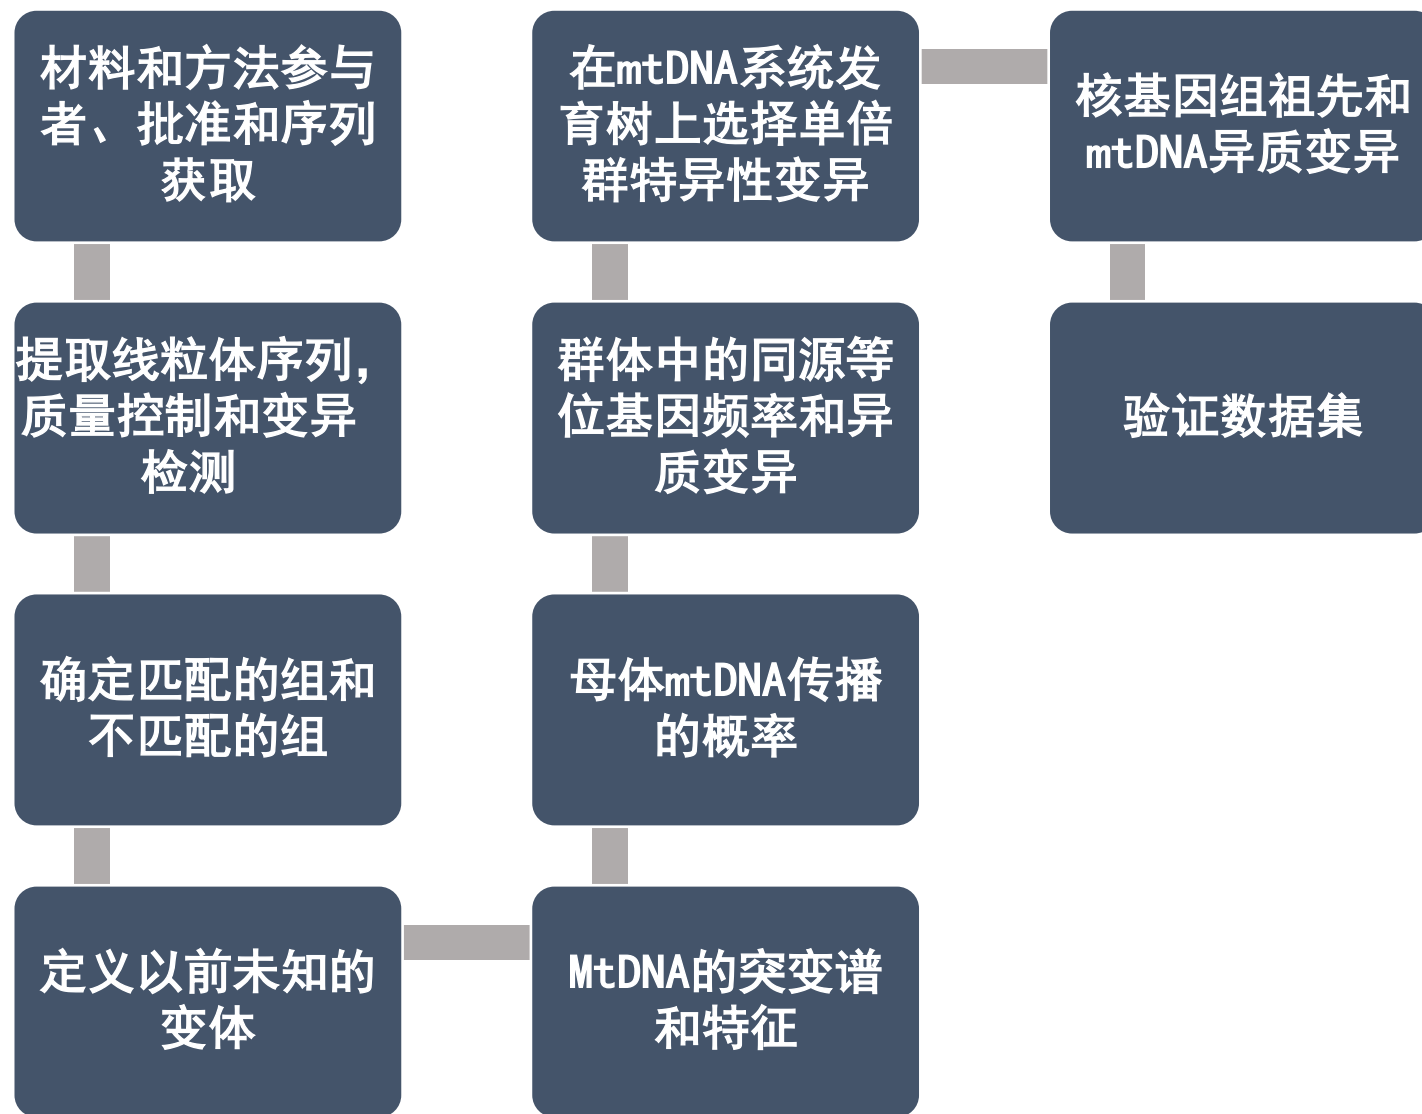 材料和方法参与
者、批准和序列
获取
提取线粒体序列,
质量控制和变异
检测
确定匹配的组和
不匹配的组
定义以前未知的
变体
MtDNA的突变谱
和特征
母体mtDNA传播
的概率
群体中的同源等
位基因频率和异
质变异
在mtDNA系统发
育树上选择单倍
群特异性变异
核基因组祖先和
mtDNA异质变异
验证数据集